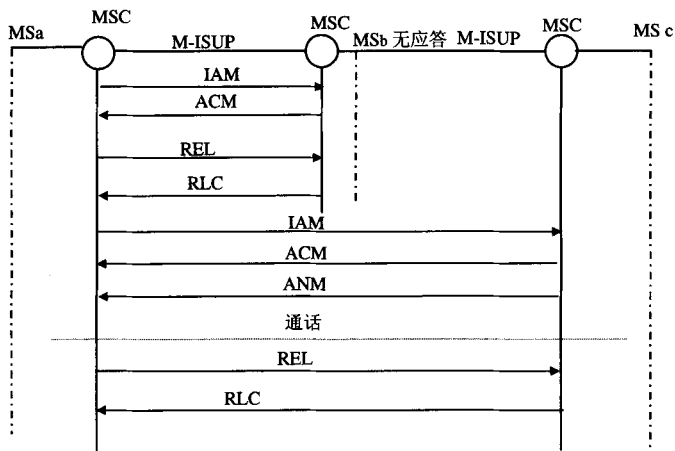 MSa
MSC
M-ISUP
MSC
MSb 无应答
M-ISUP
MSC
MS c
IAM
ACM
REL
RLC
IAM
ACM
ANM
通话
REL
RLC